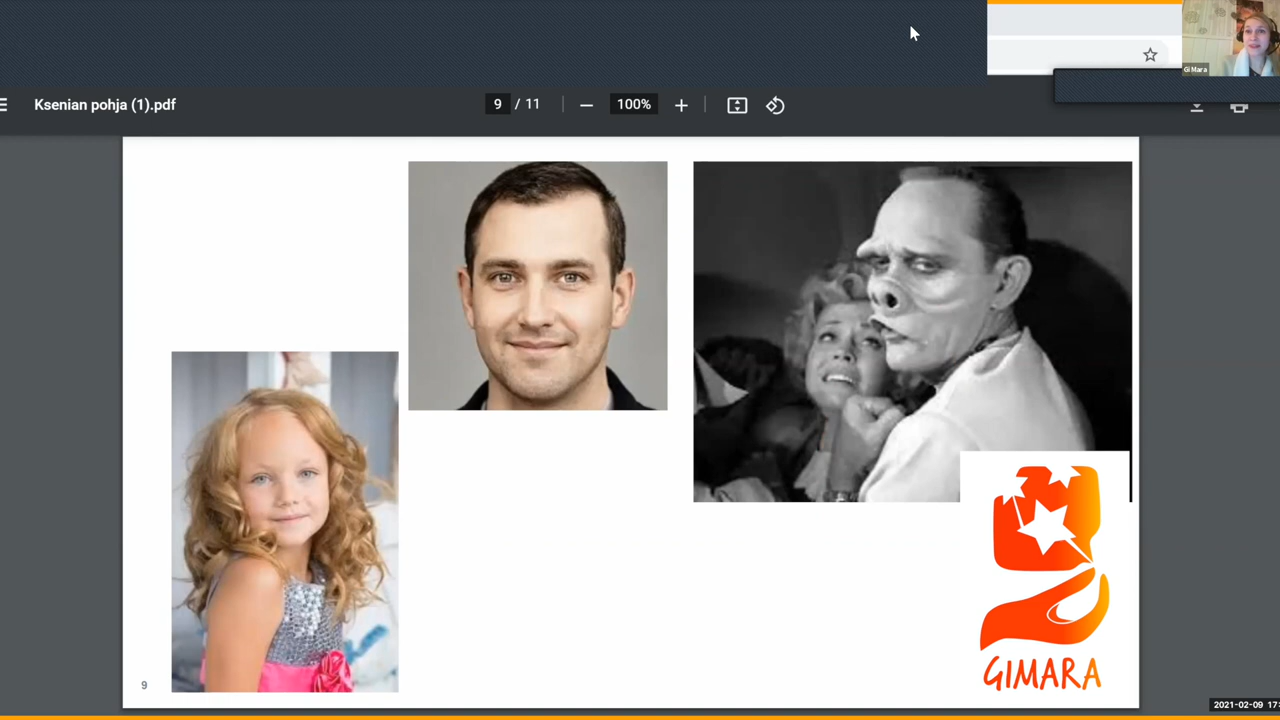 Gi Mara
Ksenian pohja (1).pdf
9 / 11
100%
GIMARA
9
2021-02-09 17